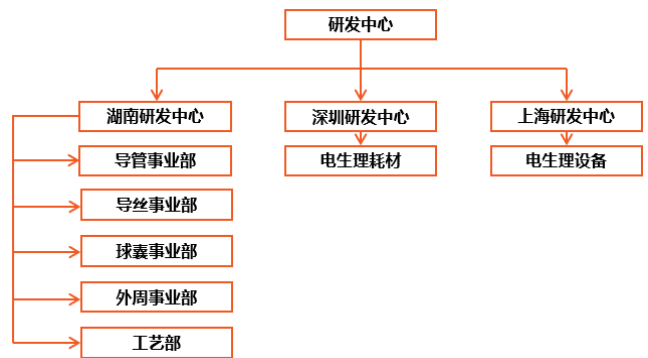 研发中心
湖南研发中心
深圳研发中心
上海研发中心
导管事业部
电生理耗材
电生理设备
导丝事业部
球囊事业部
外周事业部
工艺部